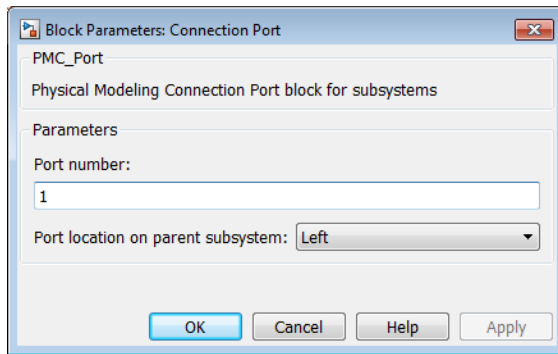 Block Parameters: Connection Port
PMC_Port
Physical Modeling Connection Port block for subsystems
Parameters
Port number:
1
Port location on parent subsystem: Left
OK Cancel Help Apply